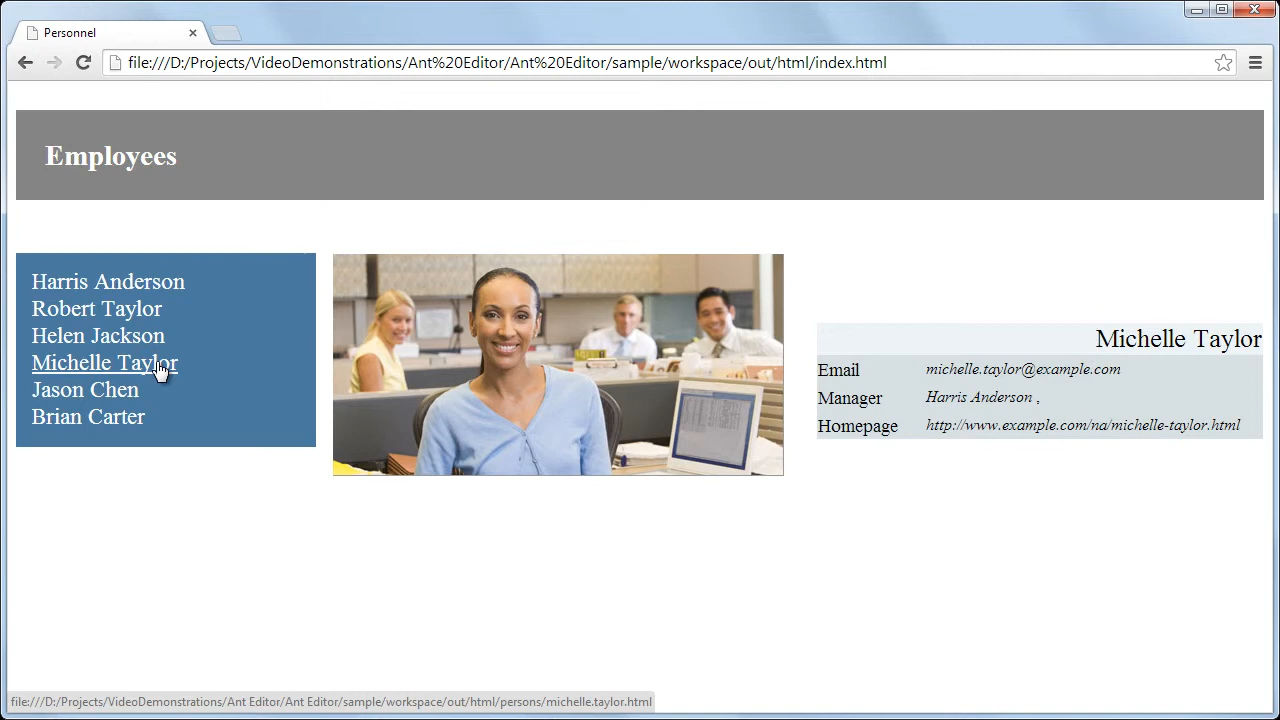 Personnel
file:///D:/Projects/VideoDemonstrations/Ant%20Editor/Ant%20Editor/sample/workspace/out/html/index.html
Employees
Harris Anderson
Robert Taylor
Helen Jackson
Michelle Taylor
Jason Chen
Brian Carter
Michelle Taylor
Email michelle.taylor@example.com
Manager Harris Anderson ,
Homepage http://www.example.com/na/michelle-taylor.html
file:///D:/Projects/VideoDemonstrations/Ant Editor/Ant Editor/sample/workspace/out/html/persons/michelle.taylor.html